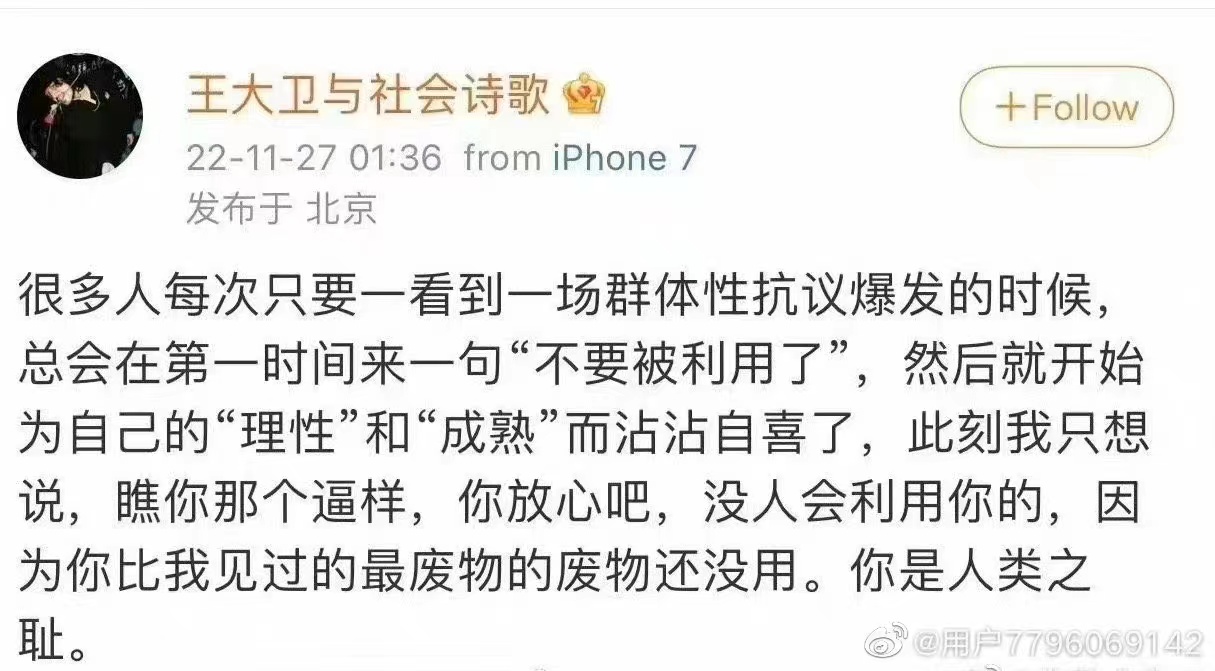 王大卫与社会诗歌
+Follow
22-11-27 01:36 from iPhone 7
发布于 北京
很多人每次只要一看到一场群体性抗议爆发的时候，
总会在第一时间来一句“不要被利用了”，然后就开始
为自己的“理性”和“成熟”而沾沾自喜了，此刻我只想
说，瞧你那个逼样，你放心吧，没人会利用你的，因
为你比我见过的最废物的废物还没用。你是人类之
耻。
@用户7796069142